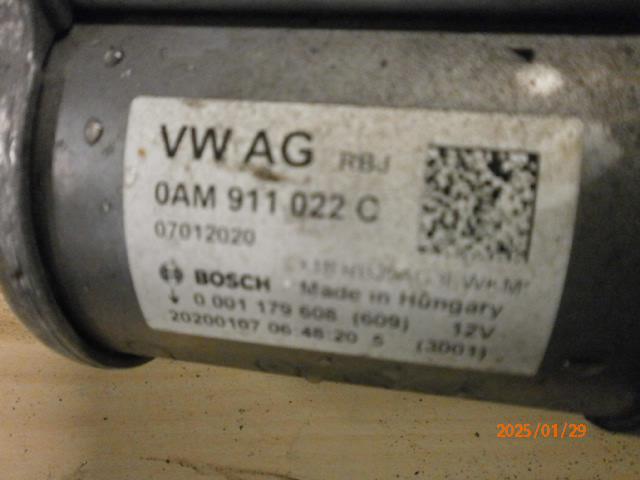 VW AG RBJ
0AM 911 022 C
07012020
BOSCH
Made in Hungary
0 001 179 608 (609) 12V
20200107 06 48 20 5 (3001)
2025/01/29